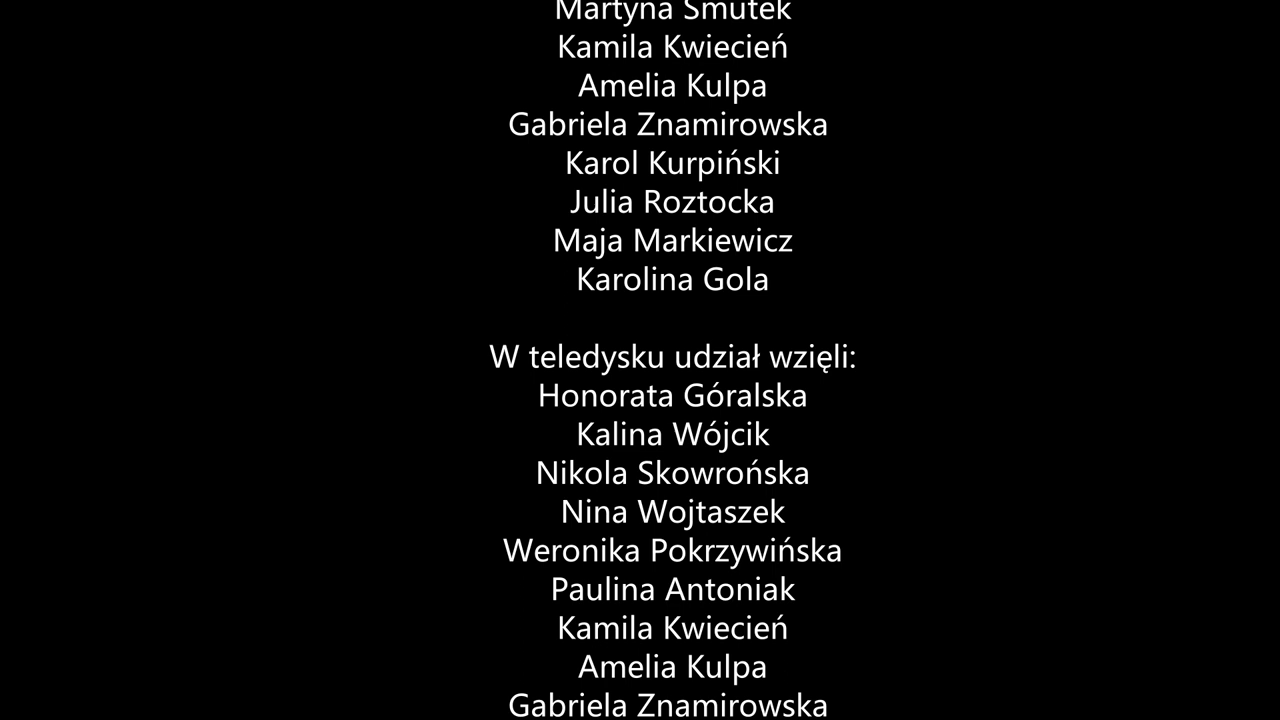 Martyna Smutek
Kamila Kwiecień
Amelia Kulpa
Gabriela Znamirowska
Karol Kurpiński
Julia Roztocka
Maja Markiewicz
Karolina Gola
W teledysku udział wzięli:
Honorata Góralska
Kalina Wójcik
Nikola Skowrońska
Nina Wojtaszek
Weronika Pokrzywińska
Paulina Antoniak
Kamila Kwiecień
Amelia Kulpa
Gabriela Znamirowska